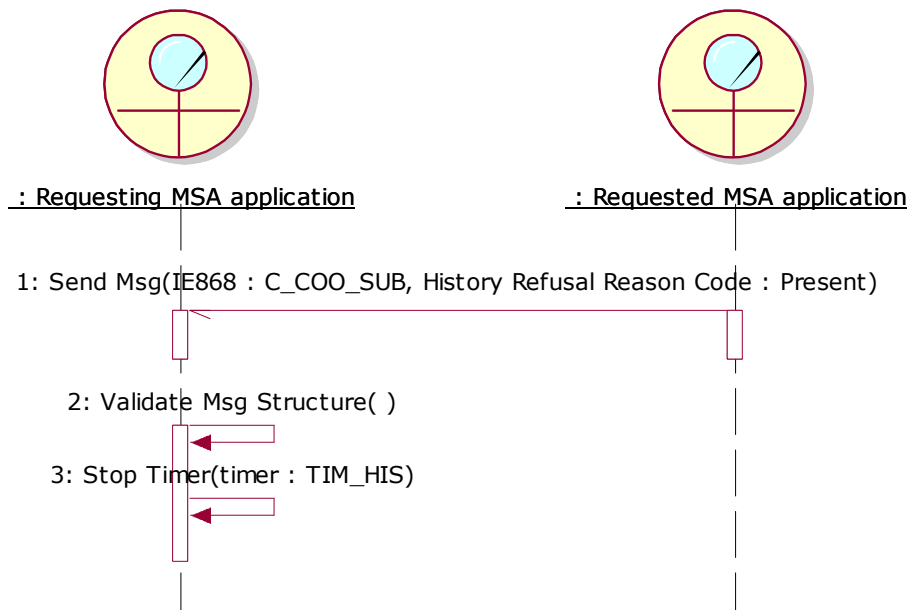 : Requesting MSA application
: Requested MSA application
1: Send Msg(IE868 : C_COO_SUB, History Refusal Reason Code : Present)
2: Validate Msg Structure( )
3: Stop Timer(timer : TIM_HIS)